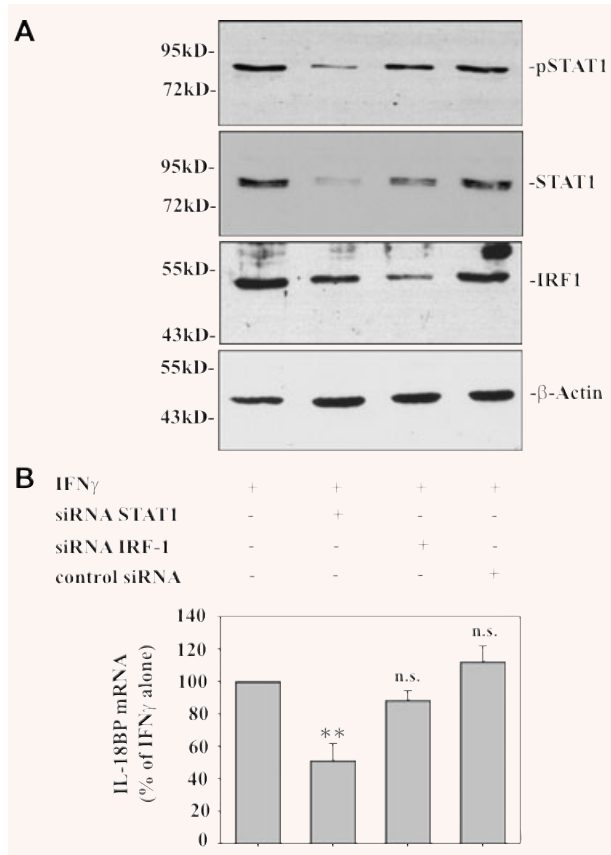 A
95kD-
-pSTAT1
72kD-
95kD-
-STAT1
72kD-
55kD-
-IRF1
43kD-
55kD-
-β-Actin
43kD-
B
IFNγ + + + +
siRNA STAT1 - + - -
siRNA IRF-1 - - + -
control siRNA - - - +
IL-18BP mRNA
(% of IFNγ alone)
140
120
100
80
60
40
20
0
**
n.s.
n.s.